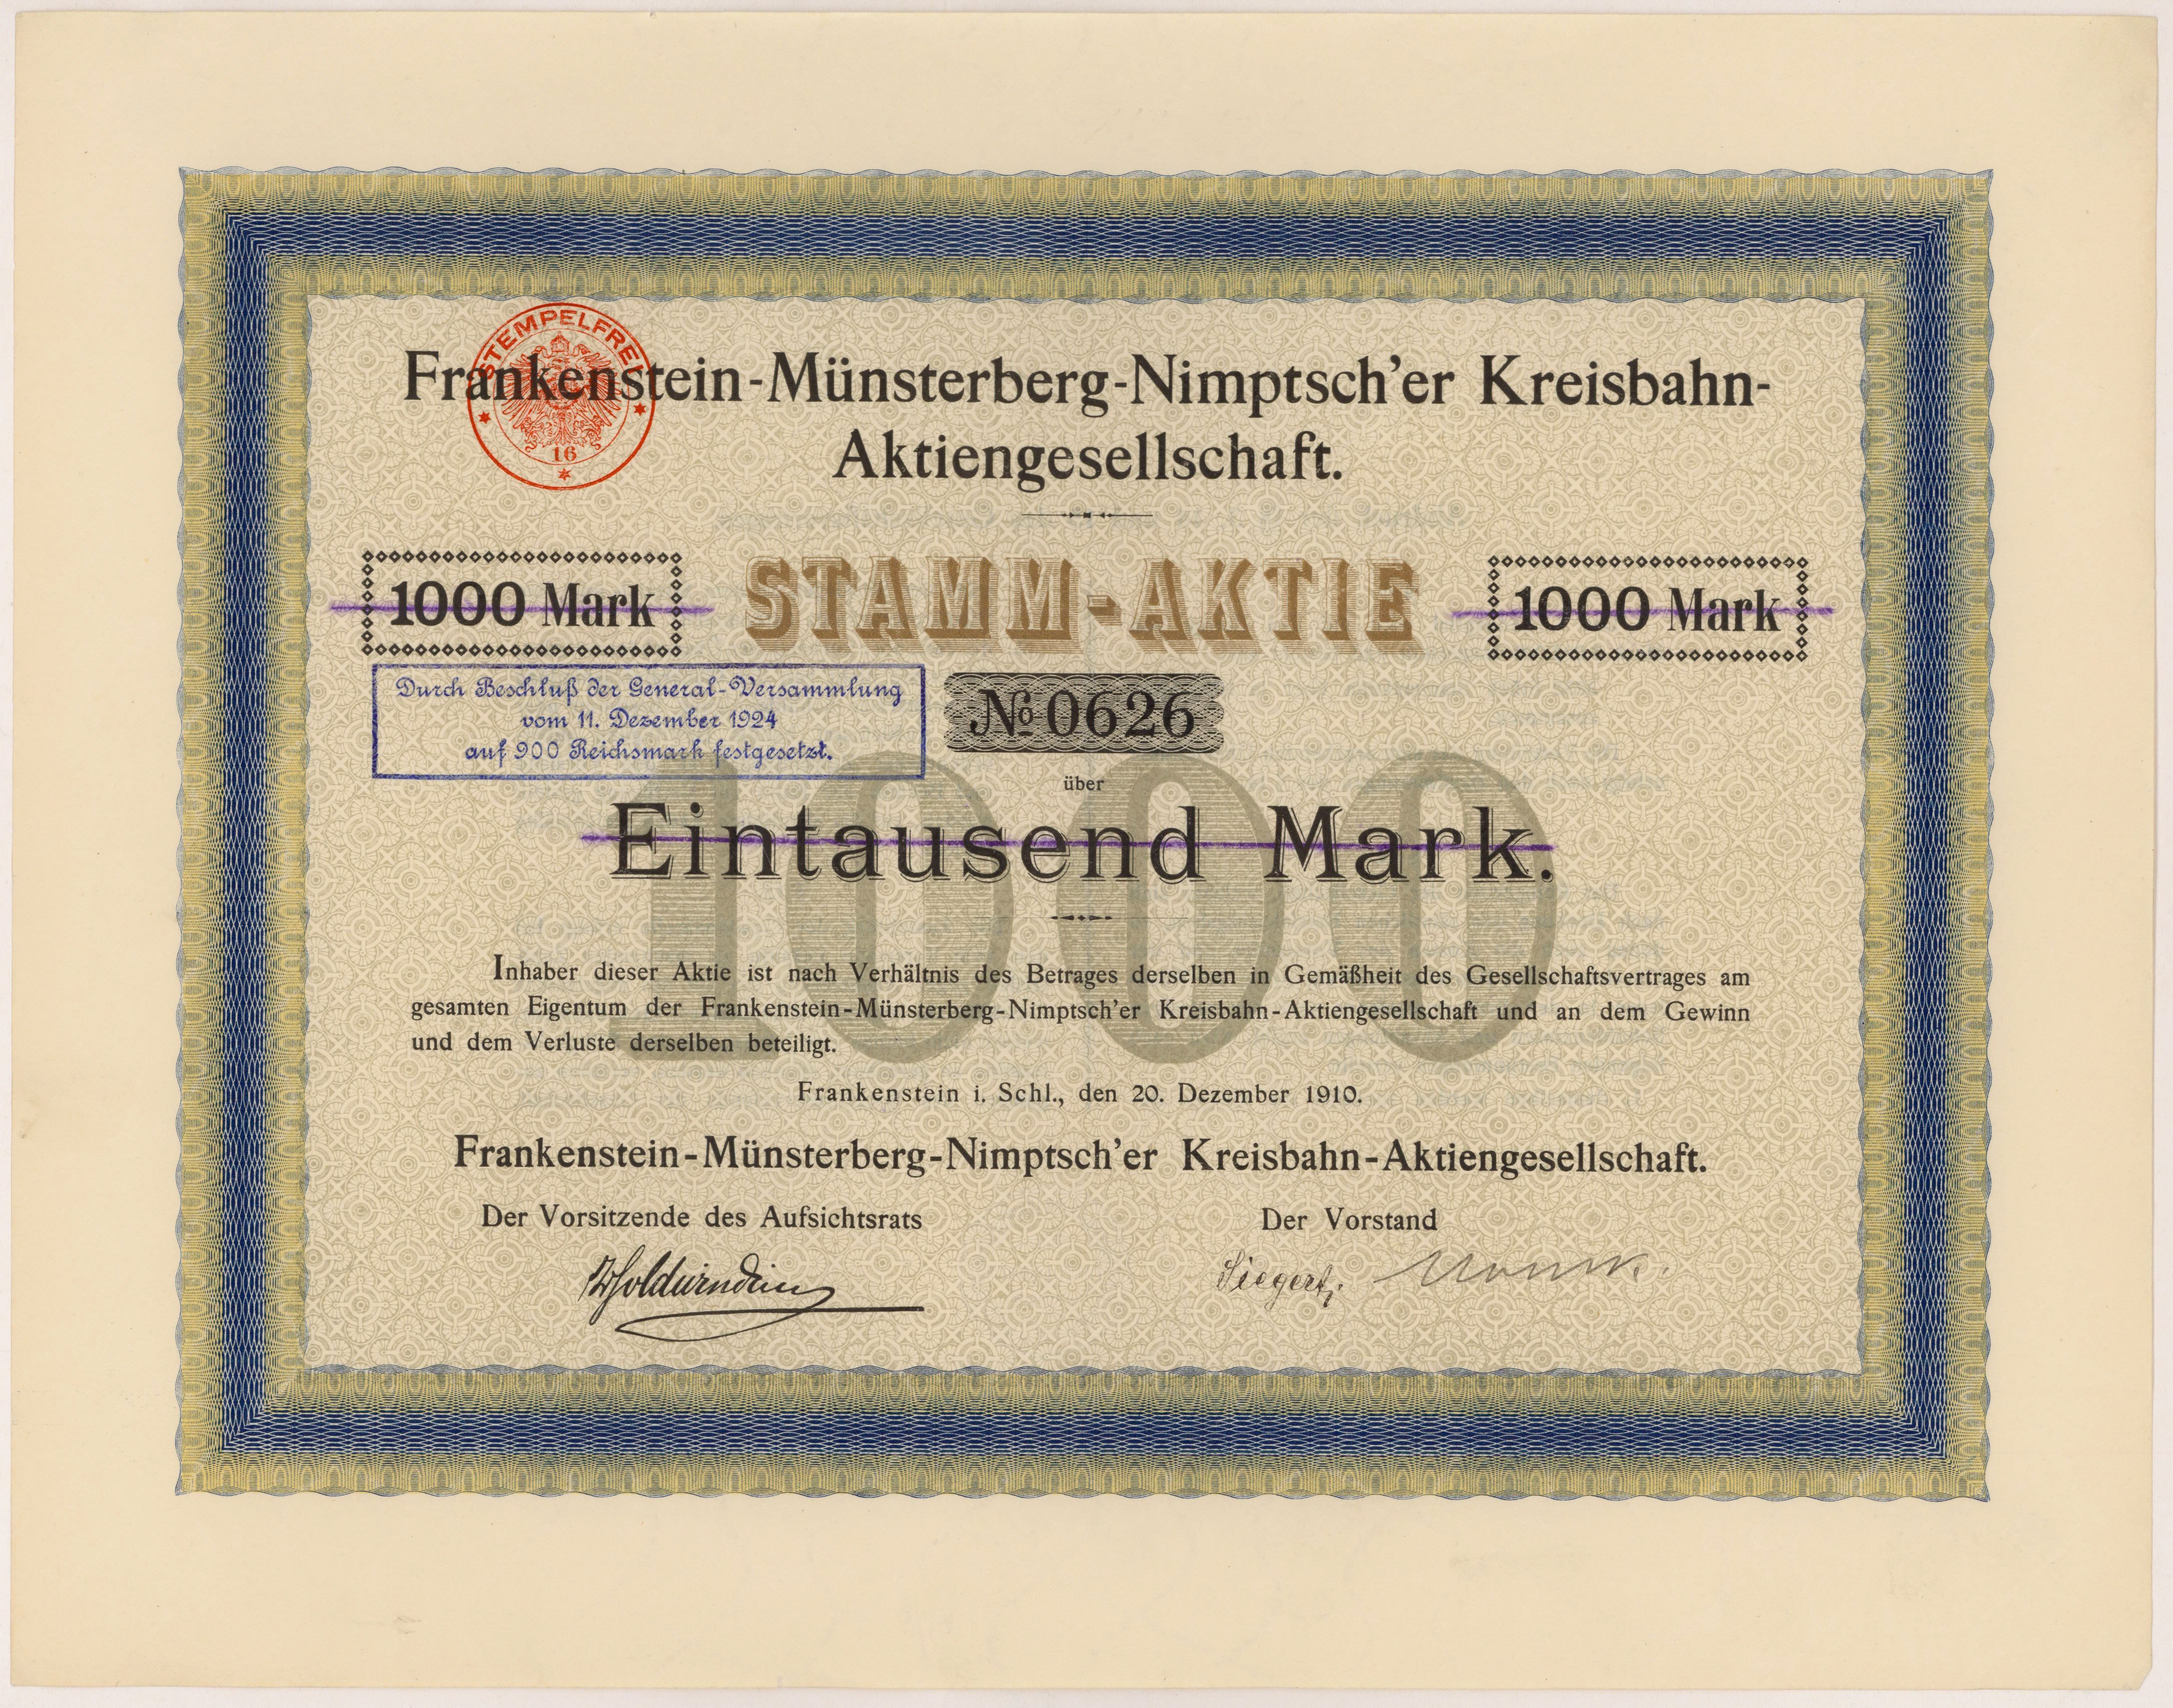 STEMPELFREI
16
Frankenstein-Münsterberg-Nimptsch'er Kreisbahn-
Aktiengesellschaft.
1000 Mark
STAMM-AKTIE
1000 Mark
Durch Beschluß der General-Versammlung
vom 11. Dezember 1924
auf 900 Reichsmark festgesetzt.
№ 0626
1000
über
Eintausend Mark.
Inhaber dieser Aktie ist nach Verhältnis des Betrages derselben in Gemäßheit des Gesellschaftsvertrages am
gesamten Eigentum der Frankenstein-Münsterberg-Nimptsch'er Kreisbahn-Aktiengesellschaft und an dem Gewinn
und dem Verluste derselben beteiligt.
Frankenstein i. Schl., den 20. Dezember 1910.
Frankenstein-Münsterberg-Nimptsch'er Kreisbahn-Aktiengesellschaft.
Der Vorsitzende des Aufsichtsrats
Der Vorstand
Siegert,